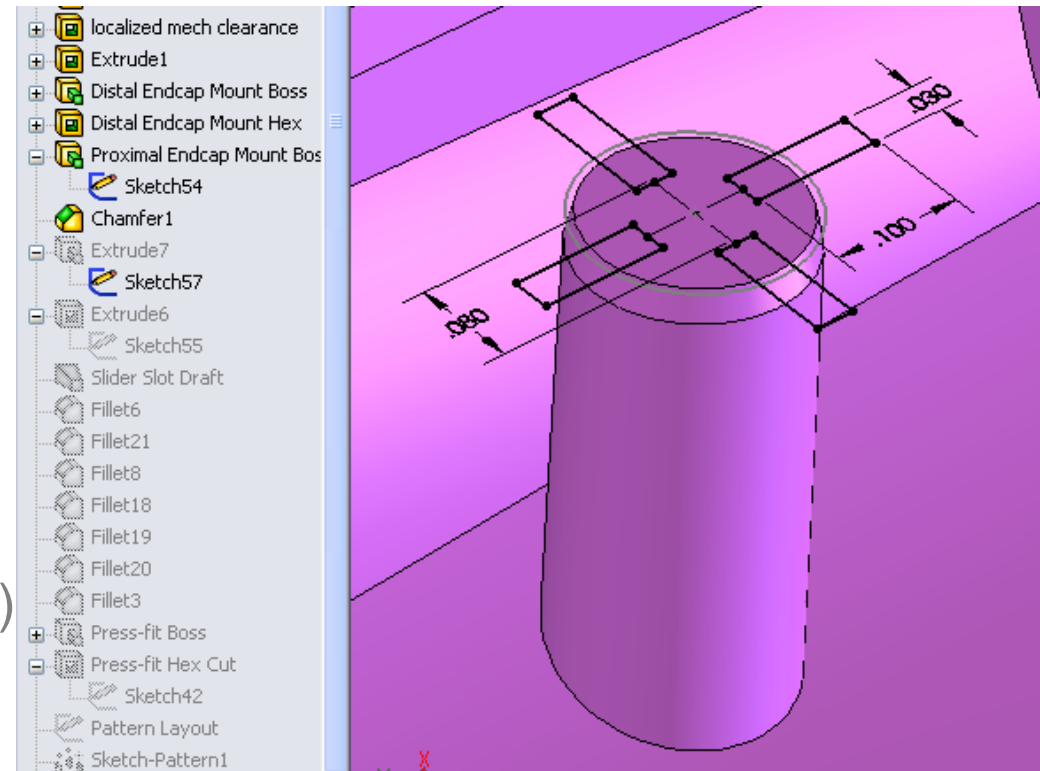 localized mech clearance
Extrude1
Distal Endcap Mount Boss
Distal Endcap Mount Hex
Proximal Endcap Mount Bos
Sketch54
Chamfer1
Extrude7
Sketch57
Extrude6
Sketch55
Slider Slot Draft
Fillet6
Fillet21
Fillet8
Fillet18
Fillet19
Fillet20
Fillet3
)
Press-fit Boss
Press-fit Hex Cut
Sketch42
Pattern Layout
Sketch-Pattern1
.030
.100
.080
X